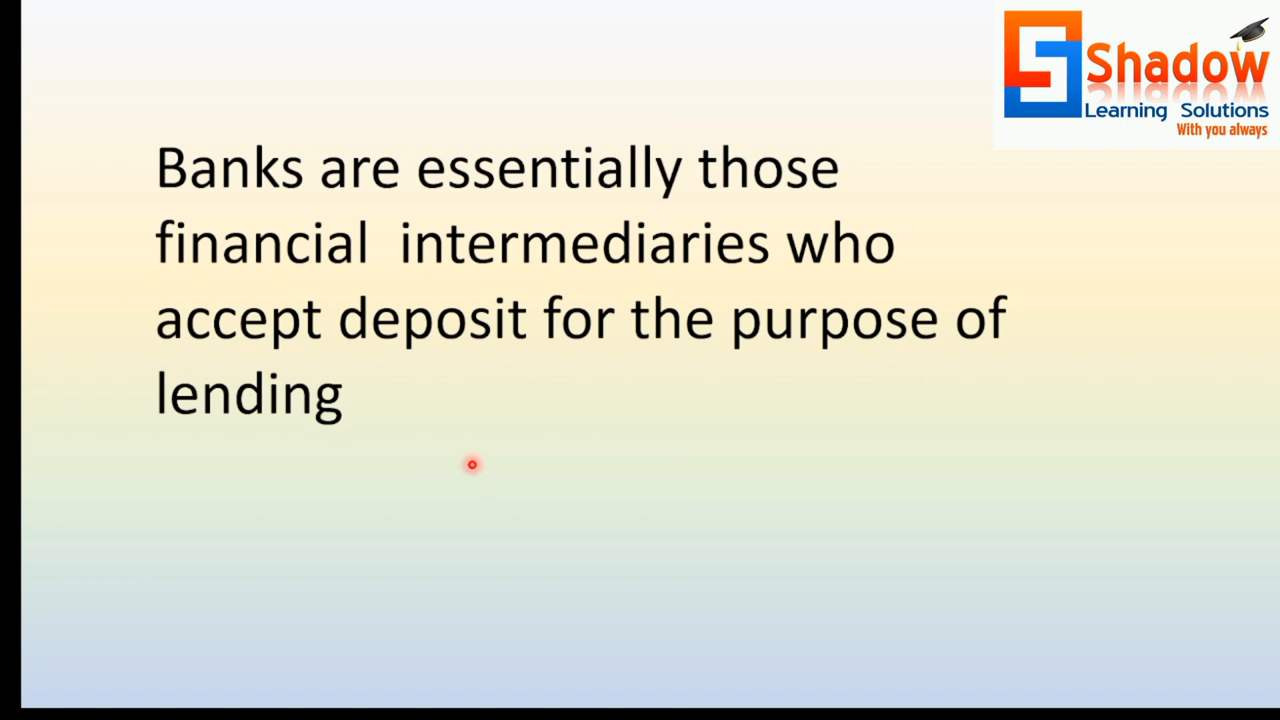 Shadow
Learning Solutions
With you always
Banks are essentially those
financial intermediaries who
accept deposit for the purpose of
lending